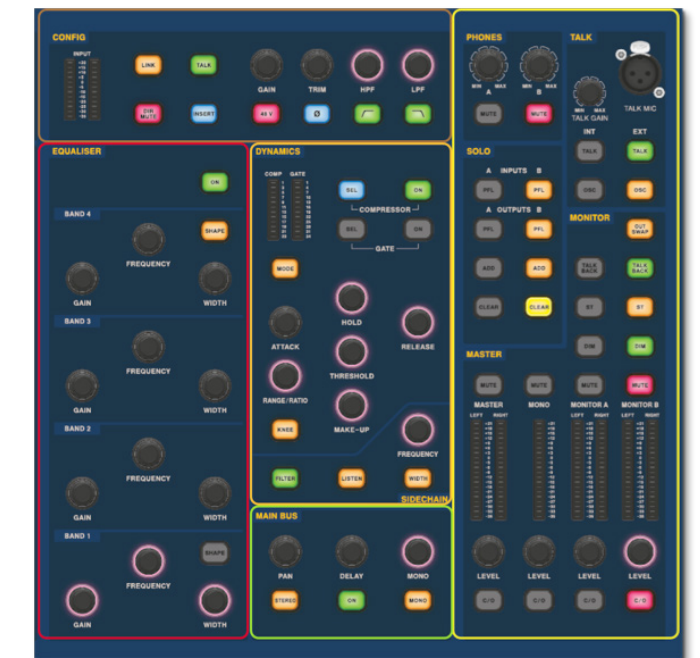 CONFIG
INPUT
LINK
TALK
GAIN
TRIM
HPF
LPF
DIR MUTE
INSERT
48 V
Ø
EQUALISER
ON
BAND 4
SHAPE
FREQUENCY
GAIN
WIDTH
BAND 3
FREQUENCY
GAIN
WIDTH
BAND 2
FREQUENCY
GAIN
WIDTH
BAND 1
SHAPE
FREQUENCY
GAIN
WIDTH
DYNAMICS
COMP GATE
SEL
ON
COMPRESSOR
SEL
ON
GATE
MODE
HOLD
ATTACK
RELEASE
THRESHOLD
RANGE/RATIO
KNEE
MAKE-UP
FREQUENCY
FILTER
LISTEN
WIDTH
SIDECHAIN
MAIN BUS
PAN
DELAY
MONO
STEREO
ON
MONO
PHONES
MIN MAX
MIN MAX
A
B
MUTE
MUTE
TALK
MIN MAX
TALK GAIN
TALK MIC
INT
EXT
TALK
TALK
OSC
OSC
SOLO
A INPUTS B
PFL
PFL
A OUTPUTS B
PFL
PFL
ADD
ADD
CLEAR
CLEAR
MONITOR
OUT SWAP
TALK BACK
TALK BACK
ST
ST
DIM
DIM
MASTER
MUTE
MUTE
MUTE
MUTE
MASTER
MONO
MONITOR A
MONITOR B
LEFT RIGHT
LEFT RIGHT
LEFT RIGHT
LEVEL
LEVEL
LEVEL
LEVEL
C/O
C/O
C/O
C/O